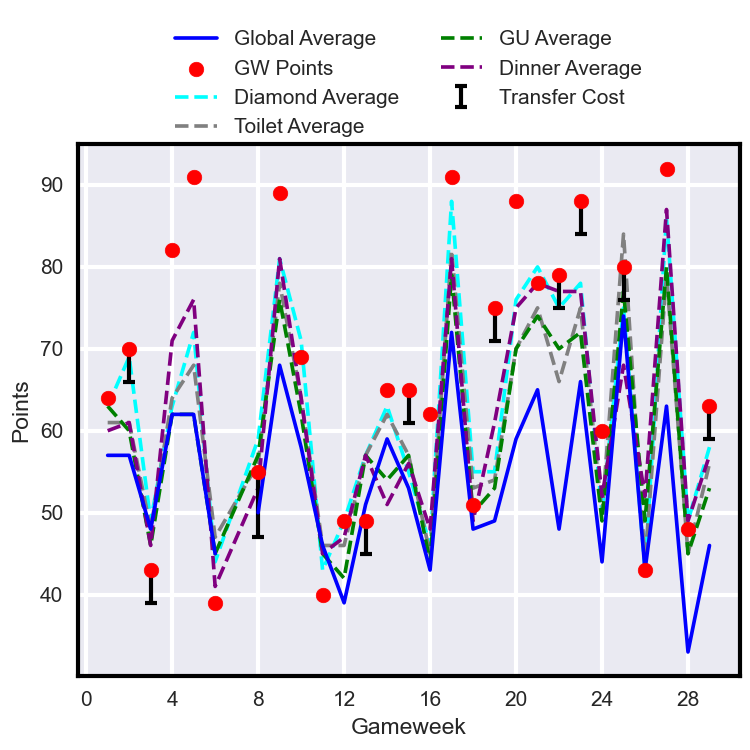 Global Average
GW Points
Diamond Average
Toilet Average
GU Average
Dinner Average
Transfer Cost
Points
90
80
70
60
50
40
0 4 8 12 16 20 24 28
Gameweek